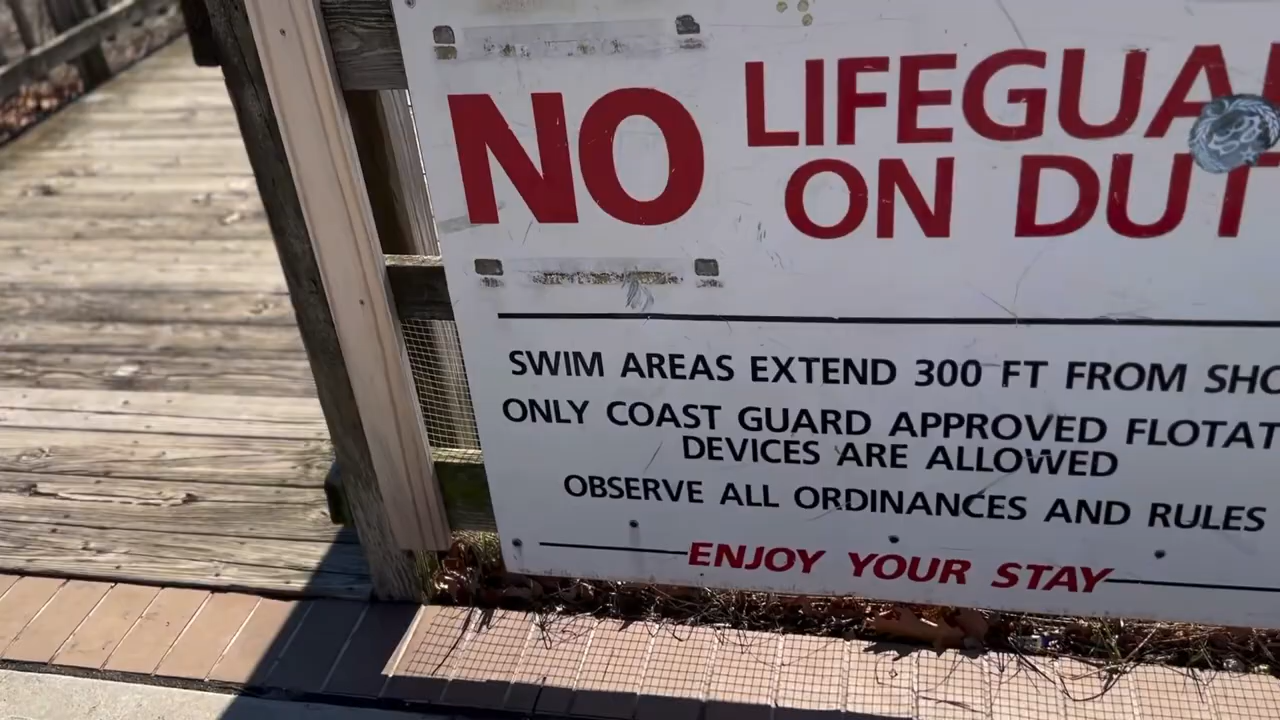 NO LIFEGUA
ON DUT
SWIM AREAS EXTEND 300 FT FROM SHO
ONLY COAST GUARD APPROVED FLOTAT
DEVICES ARE ALLOWED
OBSERVE ALL ORDINANCES AND RULES
ENJOY YOUR STAY